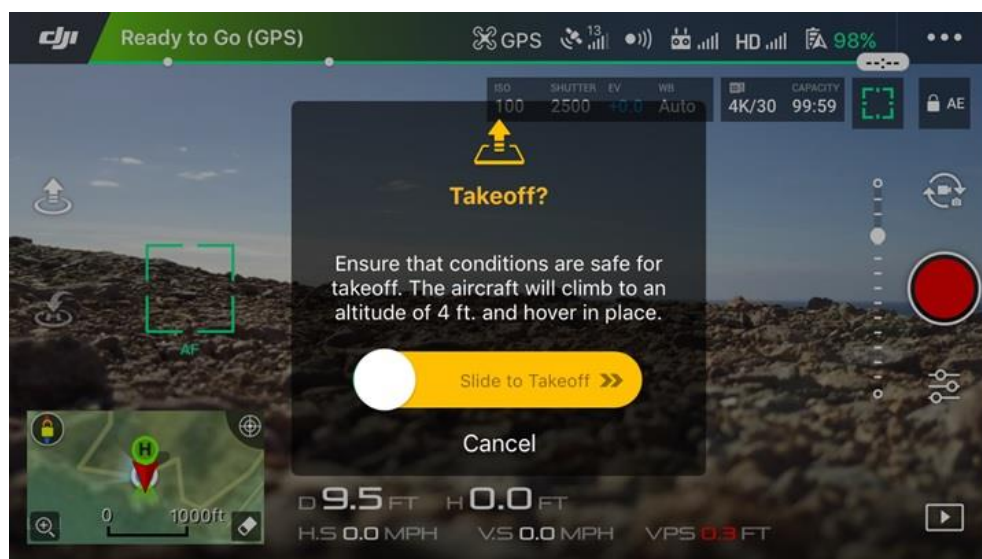 dji Ready to Go (GPS) GPS 13 HD 98%
--:--
ISO SHUTTER EV WB CAPACITY
100 2500 +0.0 Auto 4K/30 99:59 AE
Takeoff?
Ensure that conditions are safe for
takeoff. The aircraft will climb to an
altitude of 4 ft. and hover in place.
AF
Slide to Takeoff
Cancel
H
0 1000ft
D 9.5 FT H 0.0 FT
H.S 0.0 MPH V.S 0.0 MPH VPS 0.3 FT